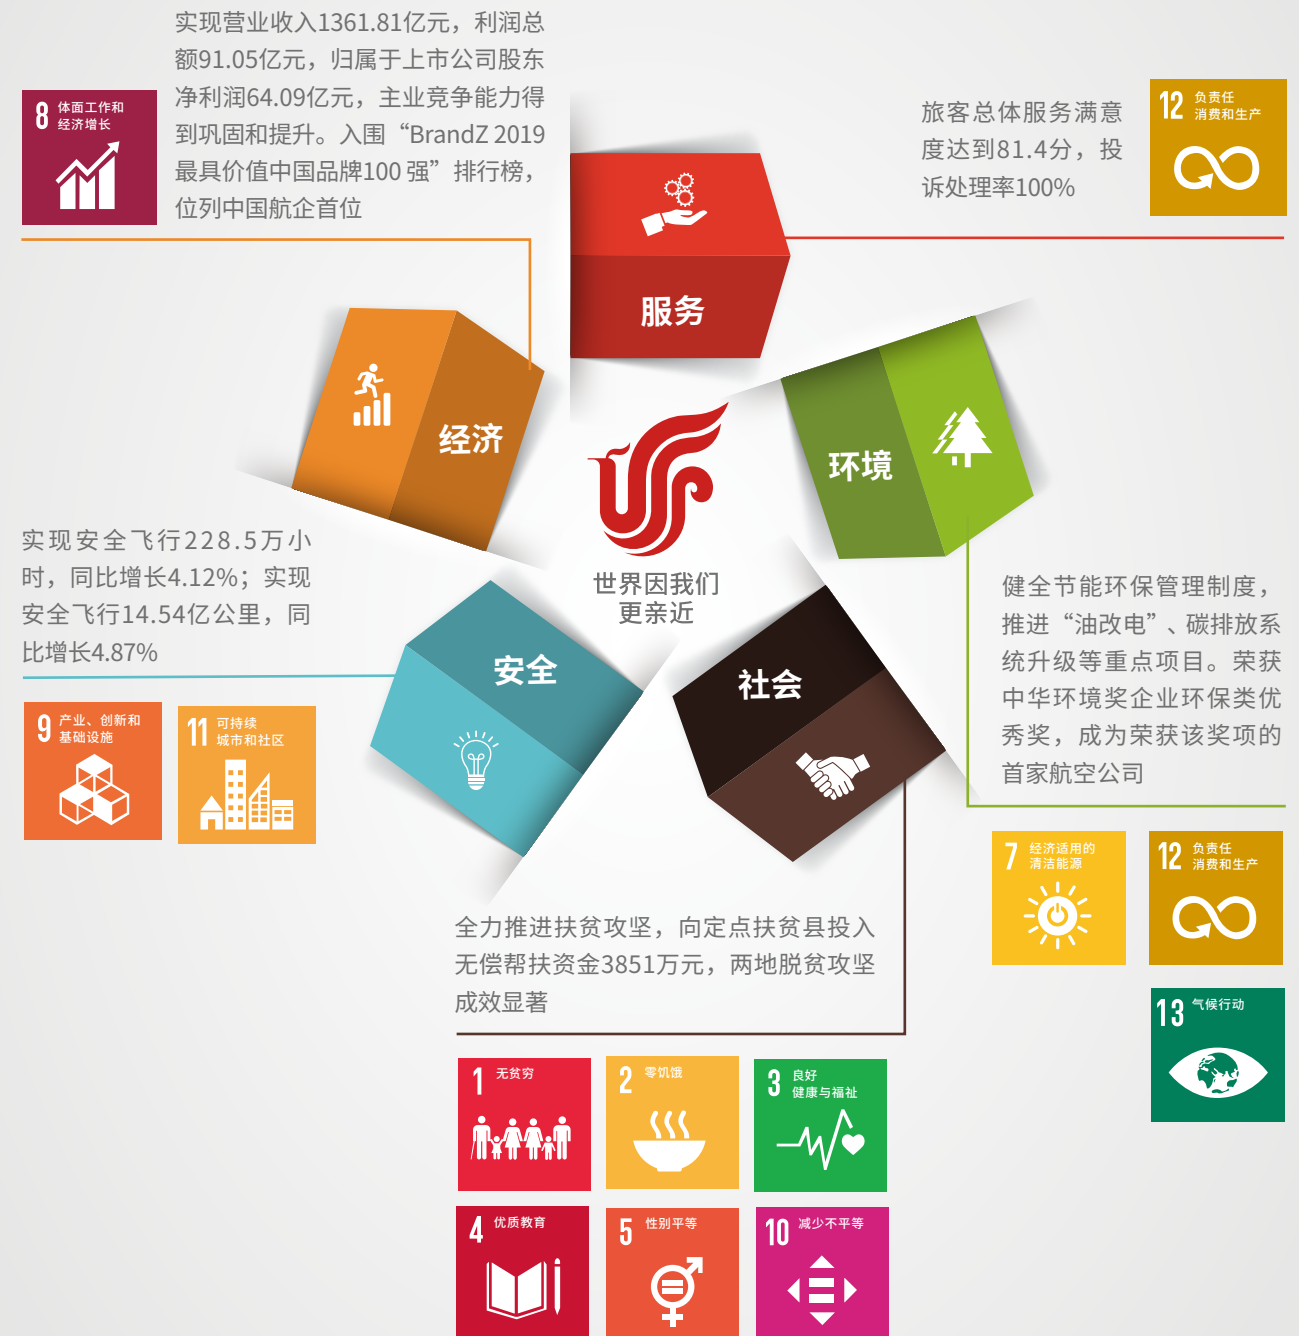 实现营业收入1361.81亿元，利润总
额91.05亿元，归属于上市公司股东
净利润64.09亿元，主业竞争能力得
到巩固和提升。入围“BrandZ 2019
最具价值中国品牌100 强”排行榜，
位列中国航企首位
8
体面工作和
经济增长
旅客总体服务满意
度达到81.4分，投
诉处理率100%
12
负责任
消费和生产
服务
经济
环境
世界因我们
更亲近
安全
社会
实现安全飞行228.5万小
时，同比增长4.12%；实现
安全飞行14.54亿公里，同
比增长4.87%
9
产业、创新和
基础设施
11
可持续
城市和社区
健全节能环保管理制度，
推进“油改电”、碳排放系
统升级等重点项目。荣获
中华环境奖企业环保类优
秀奖，成为荣获该奖项的
首家航空公司
7
经济适用的
清洁能源
12
负责任
消费和生产
13
气候行动
全力推进扶贫攻坚，向定点扶贫县投入
无偿帮扶资金3851万元，两地脱贫攻坚
成效显著
1
无贫穷
2
零饥饿
3
良好
健康与福祉
4
优质教育
5
性别平等
10
减少不平等